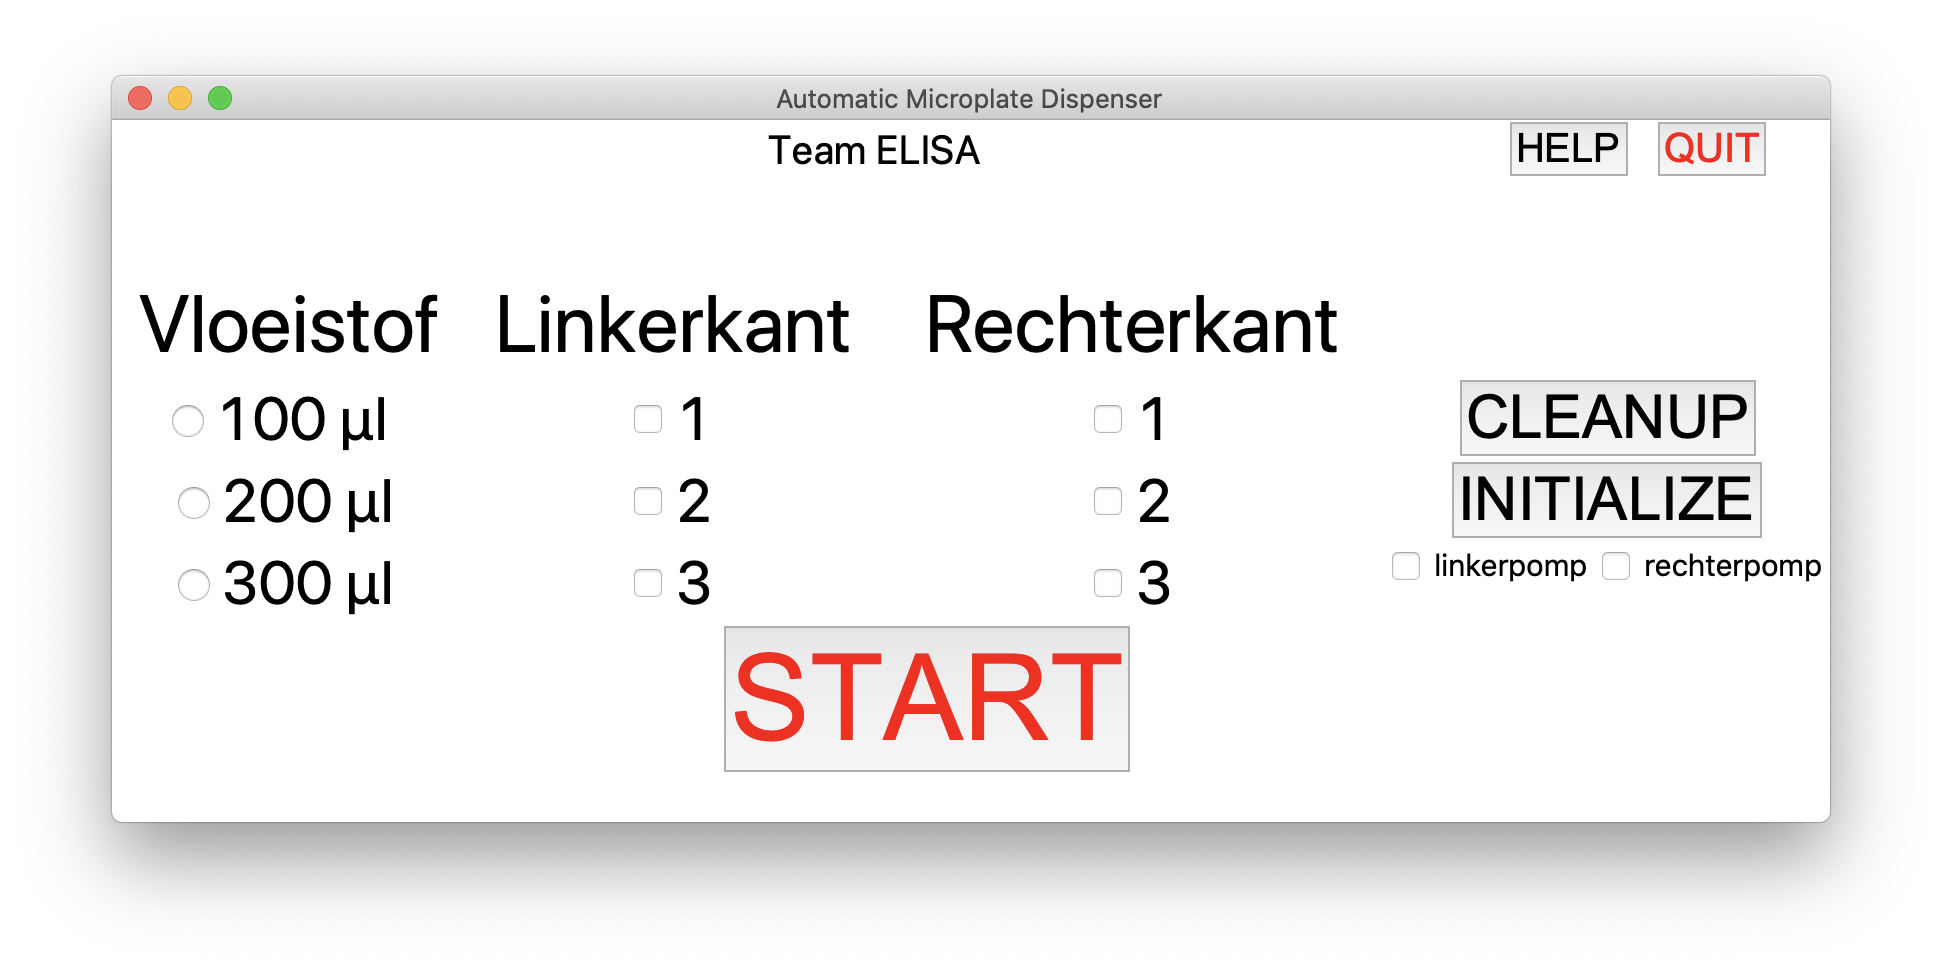 Automatic Microplate Dispenser
Team ELISA
HELP
QUIT
Vloeistof
Linkerkant
Rechterkant
100 µl
1
1
CLEANUP
200 µl
2
2
INITIALIZE
linkerpomp
rechterpomp
300 µl
3
3
START